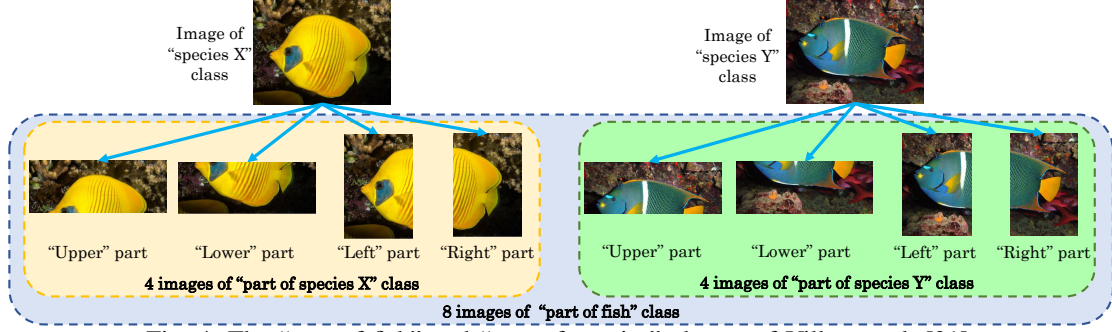 Image of
“species X”
class
Image of
“species Y”
class
“Upper” part
“Lower” part
“Left” part
“Right” part
“Upper” part
“Lower” part
“Left” part
“Right” part
4 images of “part of species X” class
4 images of “part of species Y” class
8 images of “part of fish” class